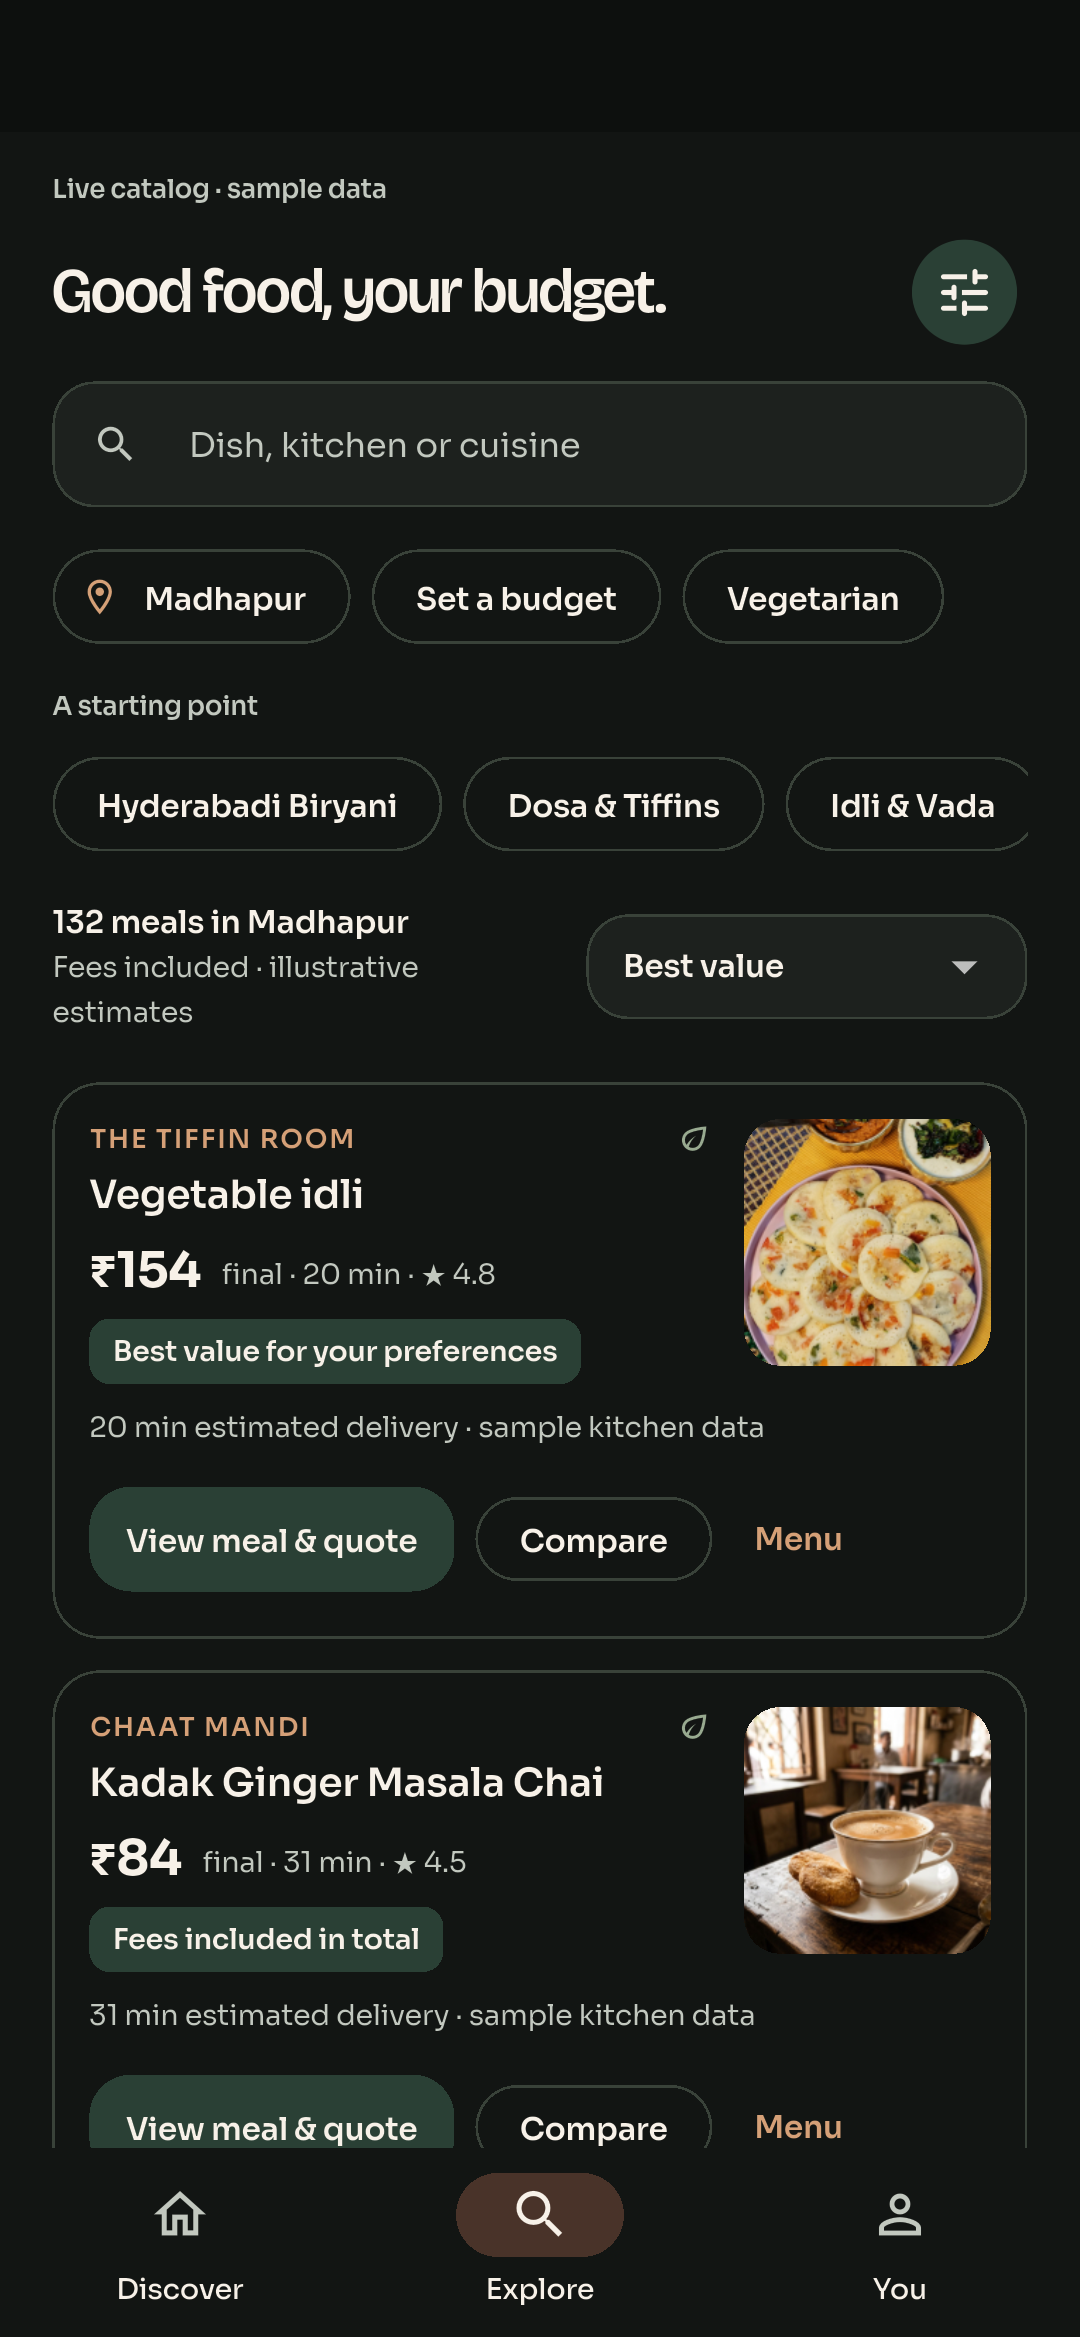 Live catalog · sample data
Good food, your budget.
Dish, kitchen or cuisine
Madhapur
Set a budget
Vegetarian
A starting point
Hyderabadi Biryani
Dosa & Tiffins
Idli & Vada
132 meals in Madhapur
Fees included · illustrative
estimates
Best value
THE TIFFIN ROOM
Vegetable idli
₹154 final · 20 min · ★ 4.8
Best value for your preferences
20 min estimated delivery · sample kitchen data
View meal & quote
Compare
Menu
CHAAT MANDI
Kadak Ginger Masala Chai
₹84 final · 31 min · ★ 4.5
Fees included in total
31 min estimated delivery · sample kitchen data
View meal & quote
Compare
Menu
Discover
Explore
You